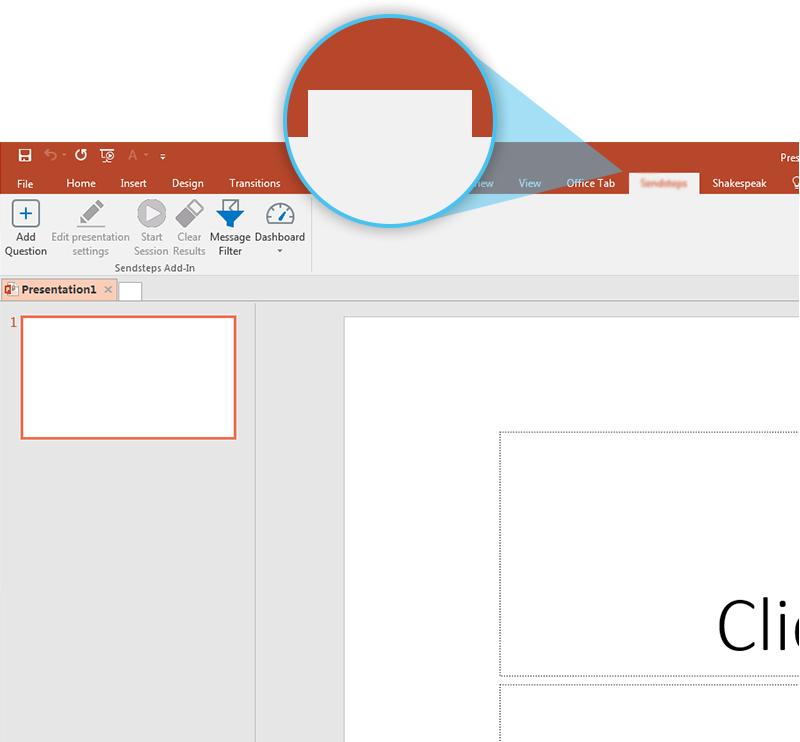 Pres
File Home Insert Design Transitions iew View Office Tab Sendsteps Shakespeak
Add Question
Edit presentation settings
Start Session
Clear Results
Message Filter
Dashboard
Sendsteps Add-In
Presentation1
1
Clic